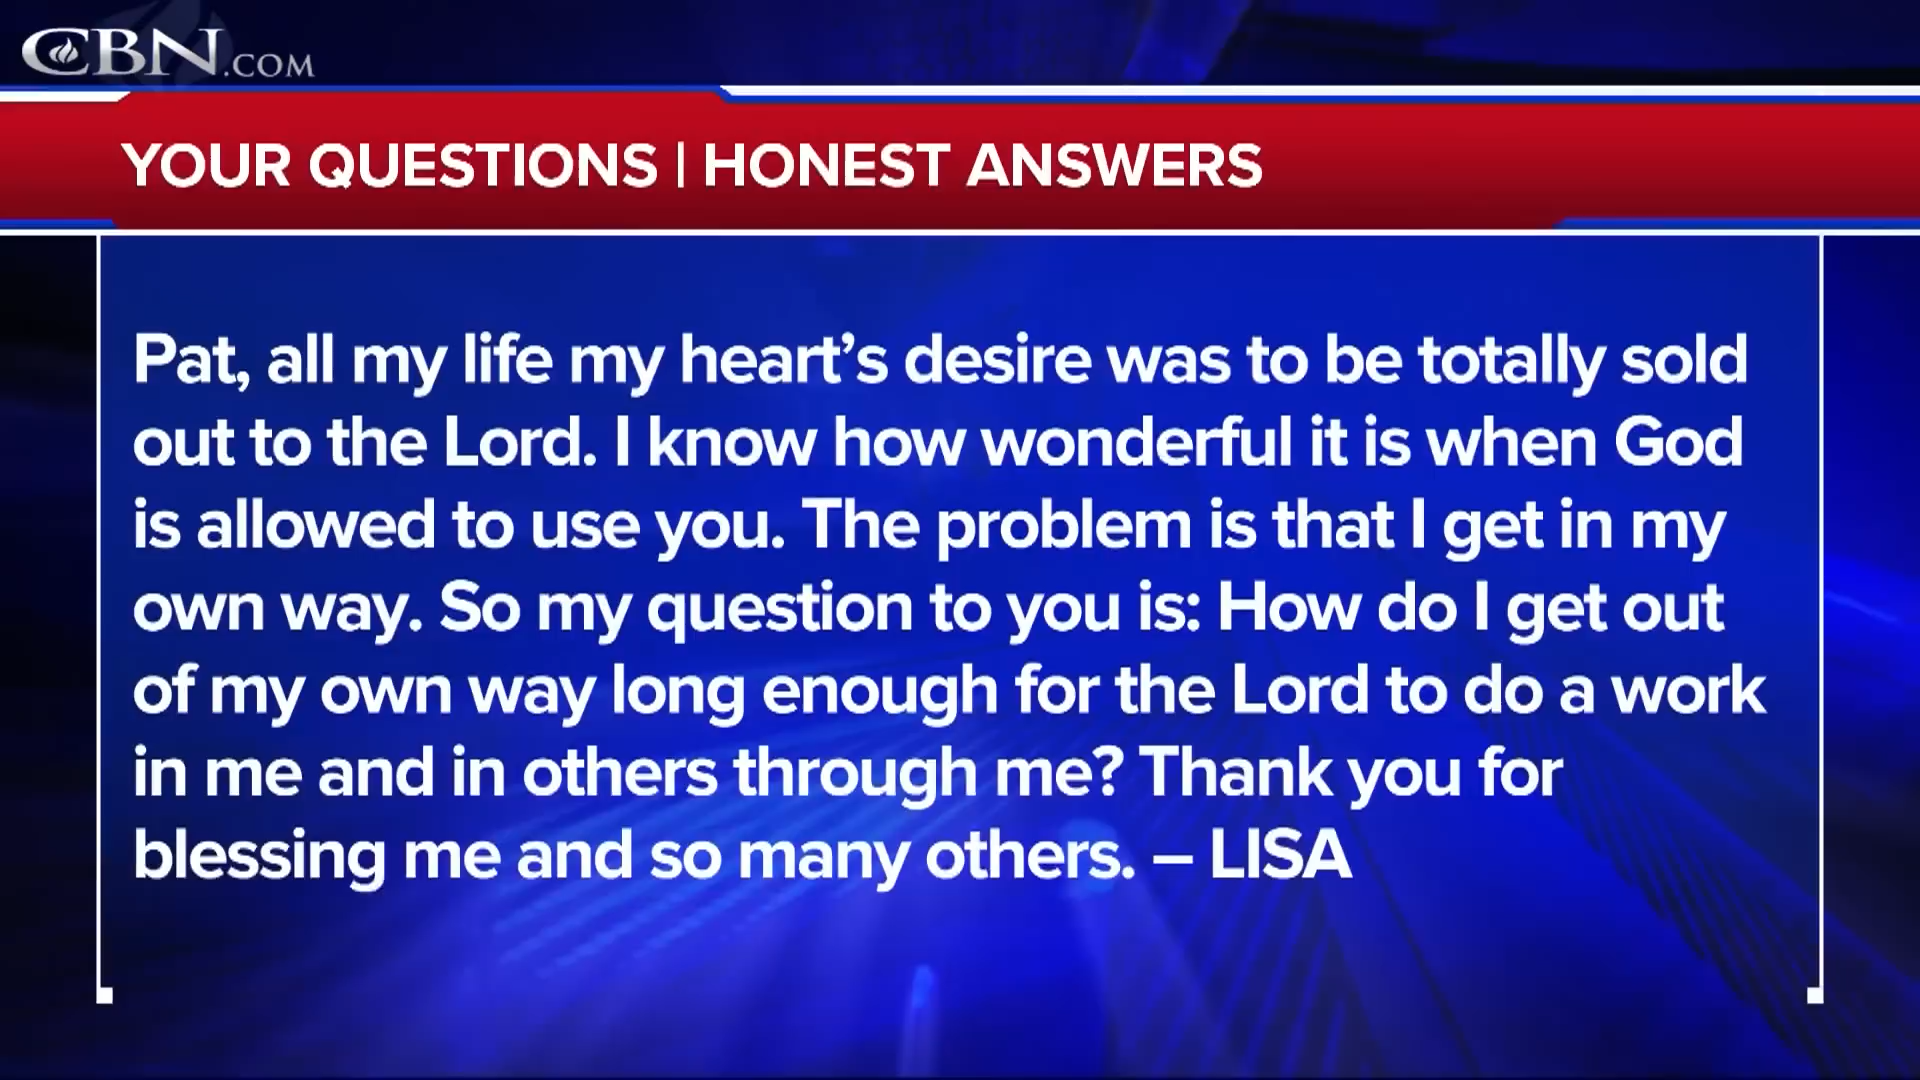 CBN.COM
YOUR QUESTIONS | HONEST ANSWERS
Pat, all my life my heart’s desire was to be totally sold
out to the Lord. I know how wonderful it is when God
is allowed to use you. The problem is that I get in my
own way. So my question to you is: How do I get out
of my own way long enough for the Lord to do a work
in me and in others through me? Thank you for
blessing me and so many others. – LISA